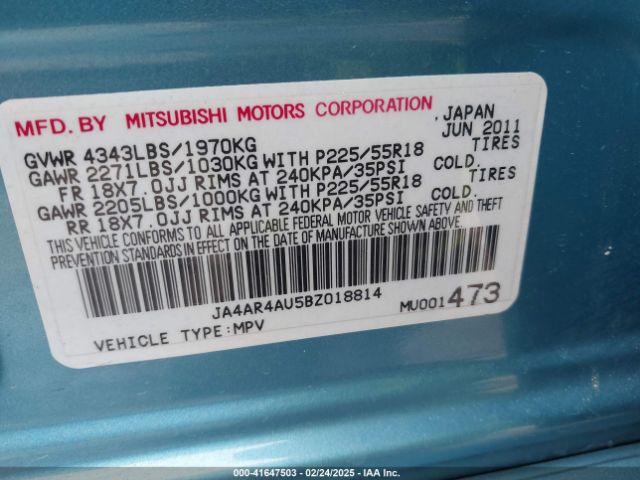 MFD. BY MITSUBISHI MOTORS CORPORATION , JAPAN
JUN 2011
GVWR 4343LBS/1970KG
GAWR 2271LBS/1030KG WITH P225/55R18 TIRES
FR 18X7.0JJ RIMS AT 240KPA/35PSI COLD.
GAWR 2205LBS/1000KG WITH P225/55R18 TIRES
RR 18X7.0JJ RIMS AT 240KPA/35PSI COLD.
THIS VEHICLE CONFORMS TO ALL APPLICABLE FEDERAL MOTOR VEHICLE SAFETY AND THEFT
PREVENTION STANDARDS IN EFFECT ON THE DATE OF MANUFACTURE SHOWN ABOVE.
JA4AR4AU5BZ018814
MU001473
VEHICLE TYPE:MPV
000-41647503 - 02/24/2025 - IAA Inc.